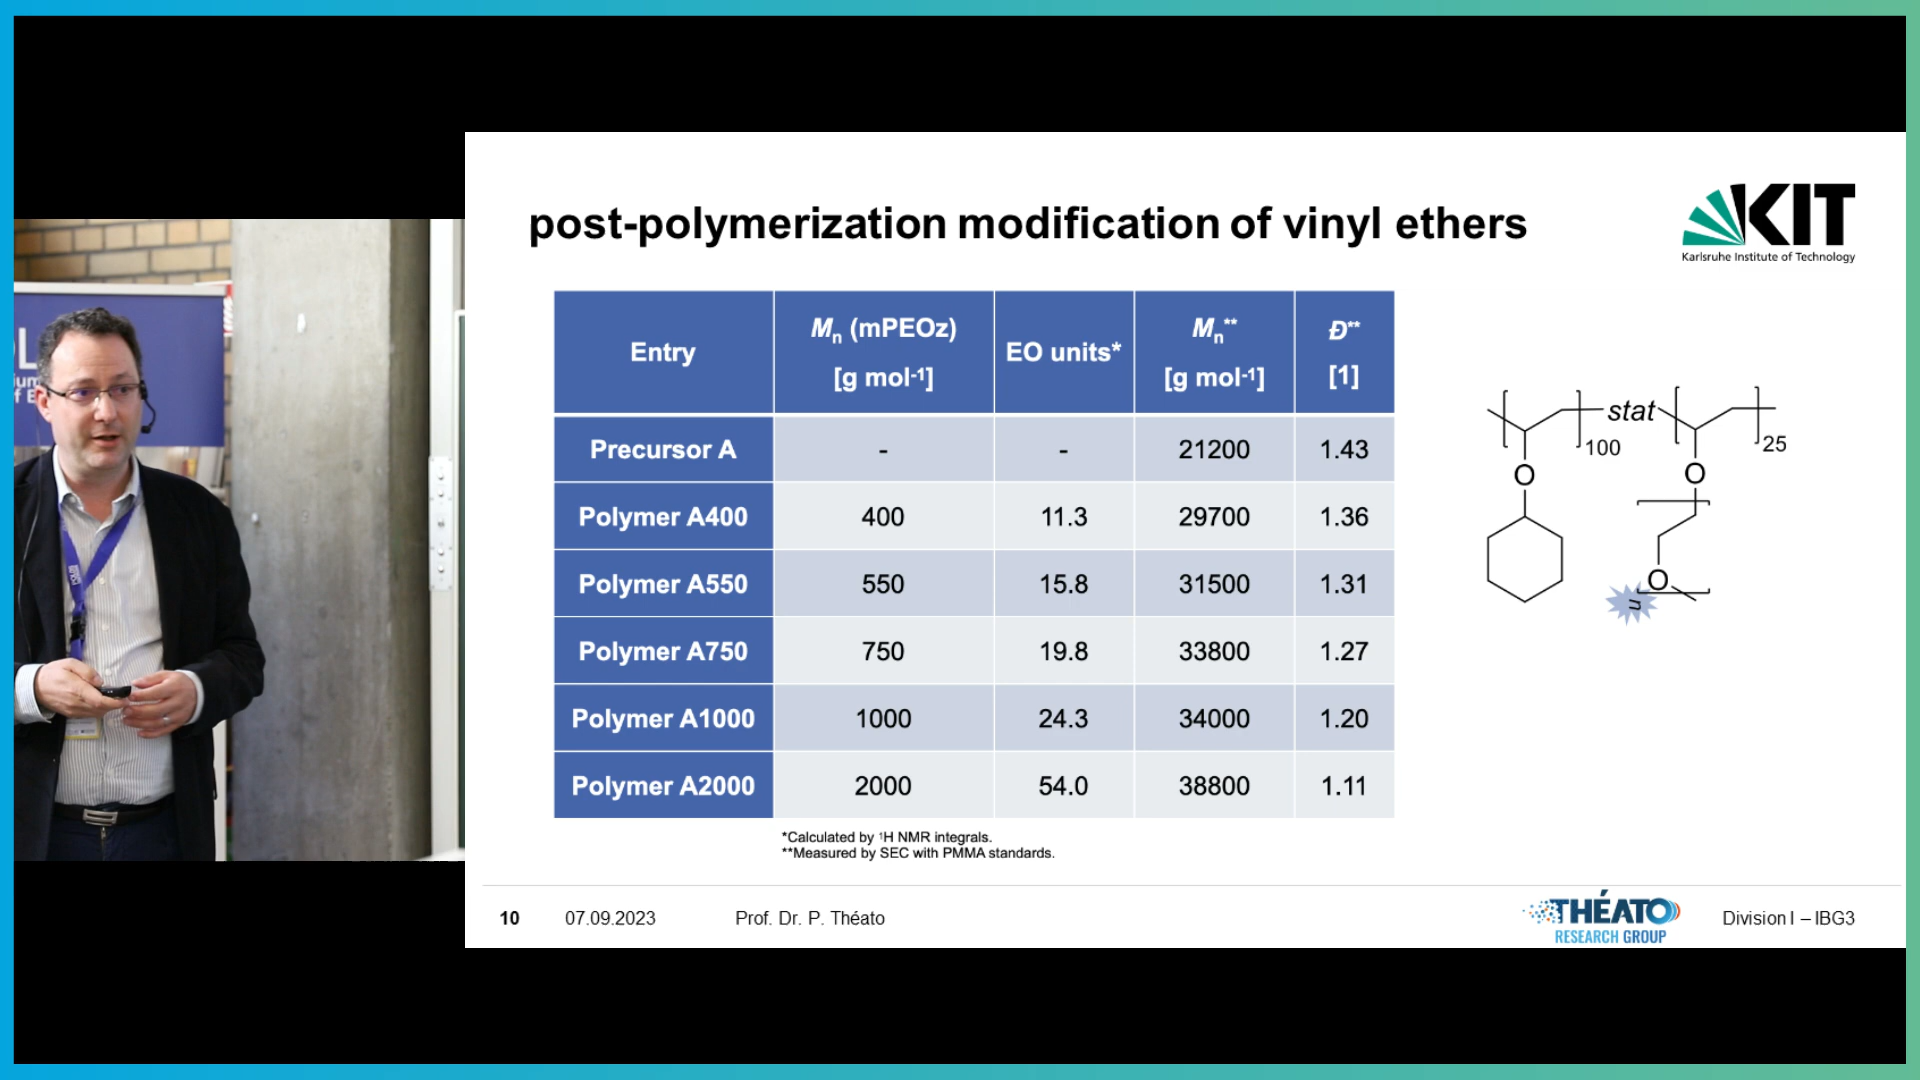 post-polymerization modification of vinyl ethers
KIT
Karlsruhe Institute of Technology
Entry
Mn (mPEOz)
[g mol-1]
EO units*
Mn**
[g mol-1]
Đ**
[1]
Precursor A - - 21200 1.43
Polymer A400 400 11.3 29700 1.36
Polymer A550 550 15.8 31500 1.31
Polymer A750 750 19.8 33800 1.27
Polymer A1000 1000 24.3 34000 1.20
Polymer A2000 2000 54.0 38800 1.11
*Calculated by 1H NMR integrals.
**Measured by SEC with PMMA standards.
stat
100
25
O
O
O
n
10 07.09.2023 Prof. Dr. P. Théato
THÉATO
RESEARCH GROUP
Division I – IBG3